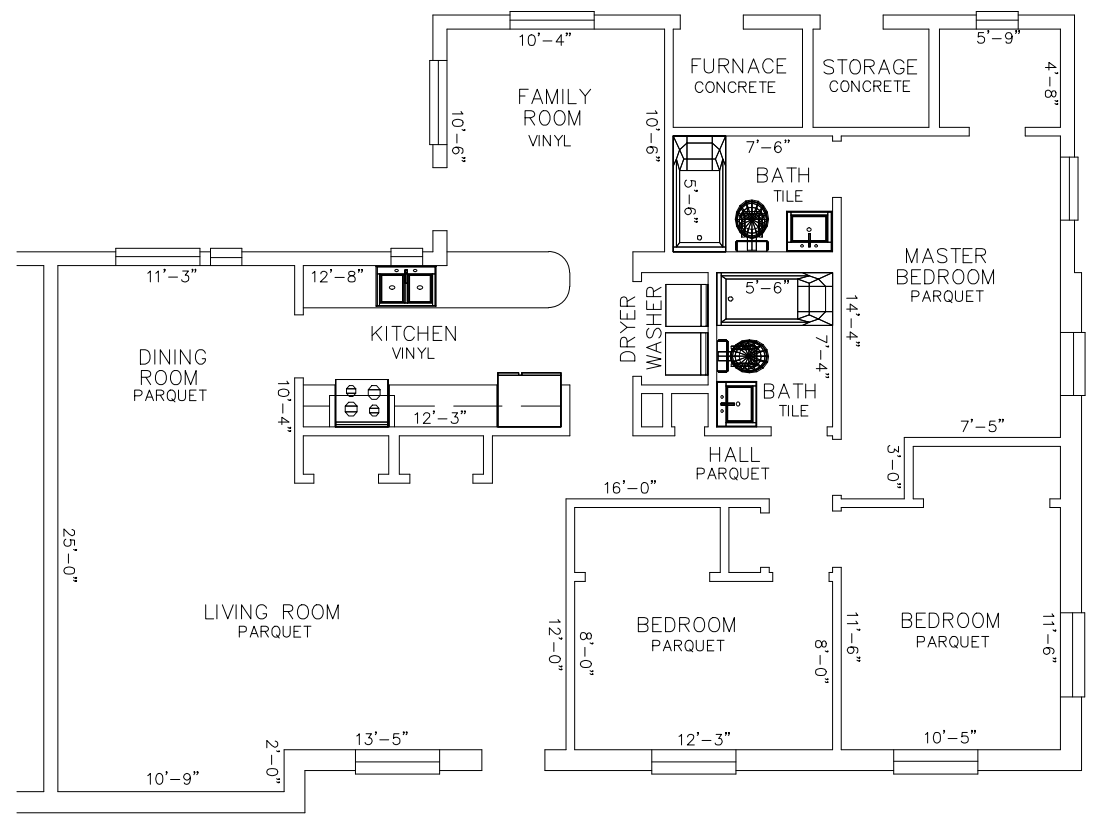 10'-4"
5'-9"
FURNACE
CONCRETE
STORAGE
CONCRETE
4'-8"
FAMILY
ROOM
VINYL
10'-6"
10'-6"
7'-6"
BATH
TILE
5'-6"
MASTER
BEDROOM
PARQUET
11'-3"
12'-8"
5'-6"
14'-4"
DRYER
WASHER
KITCHEN
VINYL
7'-4"
DINING
ROOM
PARQUET
10'-4"
12'-3"
BATH
TILE
7'-5"
HALL
PARQUET
3'-0"
16'-0"
25'-0"
LIVING ROOM
PARQUET
12'-0"
8'-0"
BEDROOM
PARQUET
8'-0"
11'-6"
BEDROOM
PARQUET
11'-6"
13'-5"
12'-3"
10'-5"
2'-0"
10'-9"